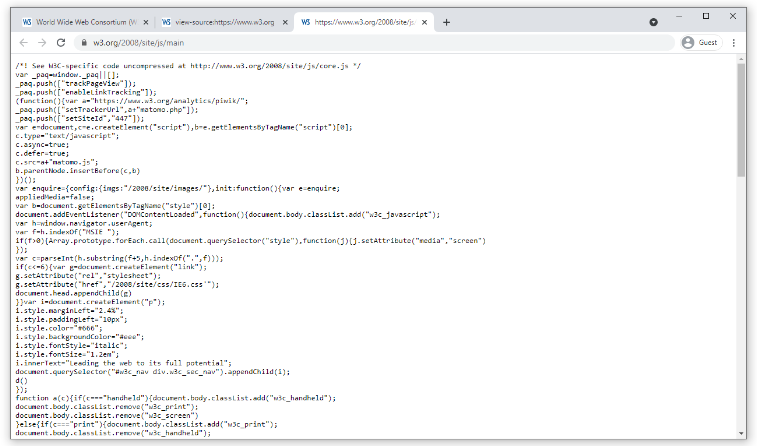 World Wide Web Consortium (W
view-source:https://www.w3.org
https://www.w3.org/2008/site/js/
w3.org/2008/site/js/main
Guest
/*! See W3C-specific code uncompressed at http://www.w3.org/2008/site/js/core.js */
var _paq=window._paq||[];
_paq.push(["trackPageView"]);
_paq.push(["enableLinkTracking"]);
(function(){var a="https://www.w3.org/analytics/piwik/";
_paq.push(["setTrackerUrl",a+"matomo.php"]);
_paq.push(["setSiteId","447"]);
var e=document,c=e.createElement("script"),b=e.getElementsByTagName("script")[0];
c.type="text/javascript";
c.async=true;
c.defer=true;
c.src=a+"matomo.js";
b.parentNode.insertBefore(c,b)
})();
var enquire={config:{imgs:"/2008/site/images/"},init:function(){var e=enquire;
appliedMedia=false;
var b=document.getElementsByTagName("style")[0];
document.addEventListener("DOMContentLoaded",function(){document.body.classList.add("w3c_javascript");
var h=window.navigator.userAgent;
var f=h.indexOf("MSIE ");
if(f>0){Array.prototype.forEach.call(document.querySelector("style"),function(j){j.setAttribute("media","screen")
});
var c=parseInt(h.substring(f+5,h.indexOf(".",f)));
if(c<=6){var g=document.createElement("link");
g.setAttribute("rel","stylesheet");
g.setAttribute("href","/2008/site/css/IE6.css'");
document.head.appendChild(g)
}}var i=document.createElement("p");
i.style.marginLeft="2.4%";
i.style.paddingLeft="10px";
i.style.color="#666";
i.style.backgroundColor="#eee";
i.style.fontStyle="italic";
i.style.fontSize="1.2em";
i.innerText="Leading the web to its full potential";
document.querySelector("#w3c_nav div.w3c_sec_nav").appendChild(i);
d()
});
function a(c){if(c==="handheld"){document.body.classList.add("w3c_handheld");
document.body.classList.remove("w3c_print");
document.body.classList.remove("w3c_screen")
}else{if(c==="print"){document.body.classList.add("w3c_print");
document.body.classList.remove("w3c_handheld");